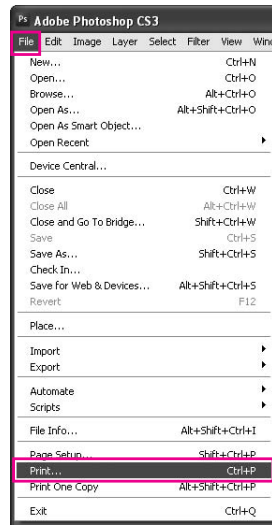 Ps Adobe Photoshop CS3
File Edit Image Layer Select Filter View
New... Ctrl+N
Open... Ctrl+O
Browse... Alt+Ctrl+O
Open As... Alt+Shift+Ctrl+O
Open As Smart Object...
Open Recent
Device Central...
Close Ctrl+W
Close All Alt+Ctrl+W
Close and Go To Bridge... Shift+Ctrl+W
Save Ctrl+S
Save As... Shift+Ctrl+S
Check In...
Save for Web & Devices... Alt+Shift+Ctrl+S
Revert F12
Place...
Import
Export
Automate
Scripts
File Info... Alt+Shift+Ctrl+I
Page Setup... Shift+Ctrl+P
Print... Ctrl+P
Print One Copy Alt+Shift+Ctrl+P
Exit Ctrl+Q